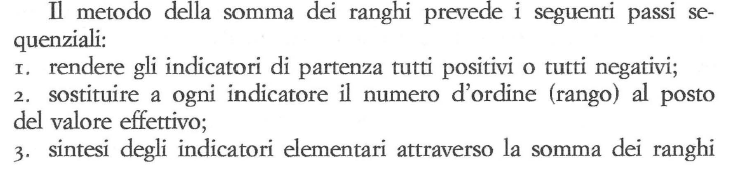 Il metodo della somma dei ranghi prevede i seguenti passi se-
quenziali:
1. rendere gli indicatori di partenza tutti positivi o tutti negativi;
2. sostituire a ogni indicatore il numero d'ordine (rango) al posto
del valore effettivo;
3. sintesi degli indicatori elementari attraverso la somma dei ranghi